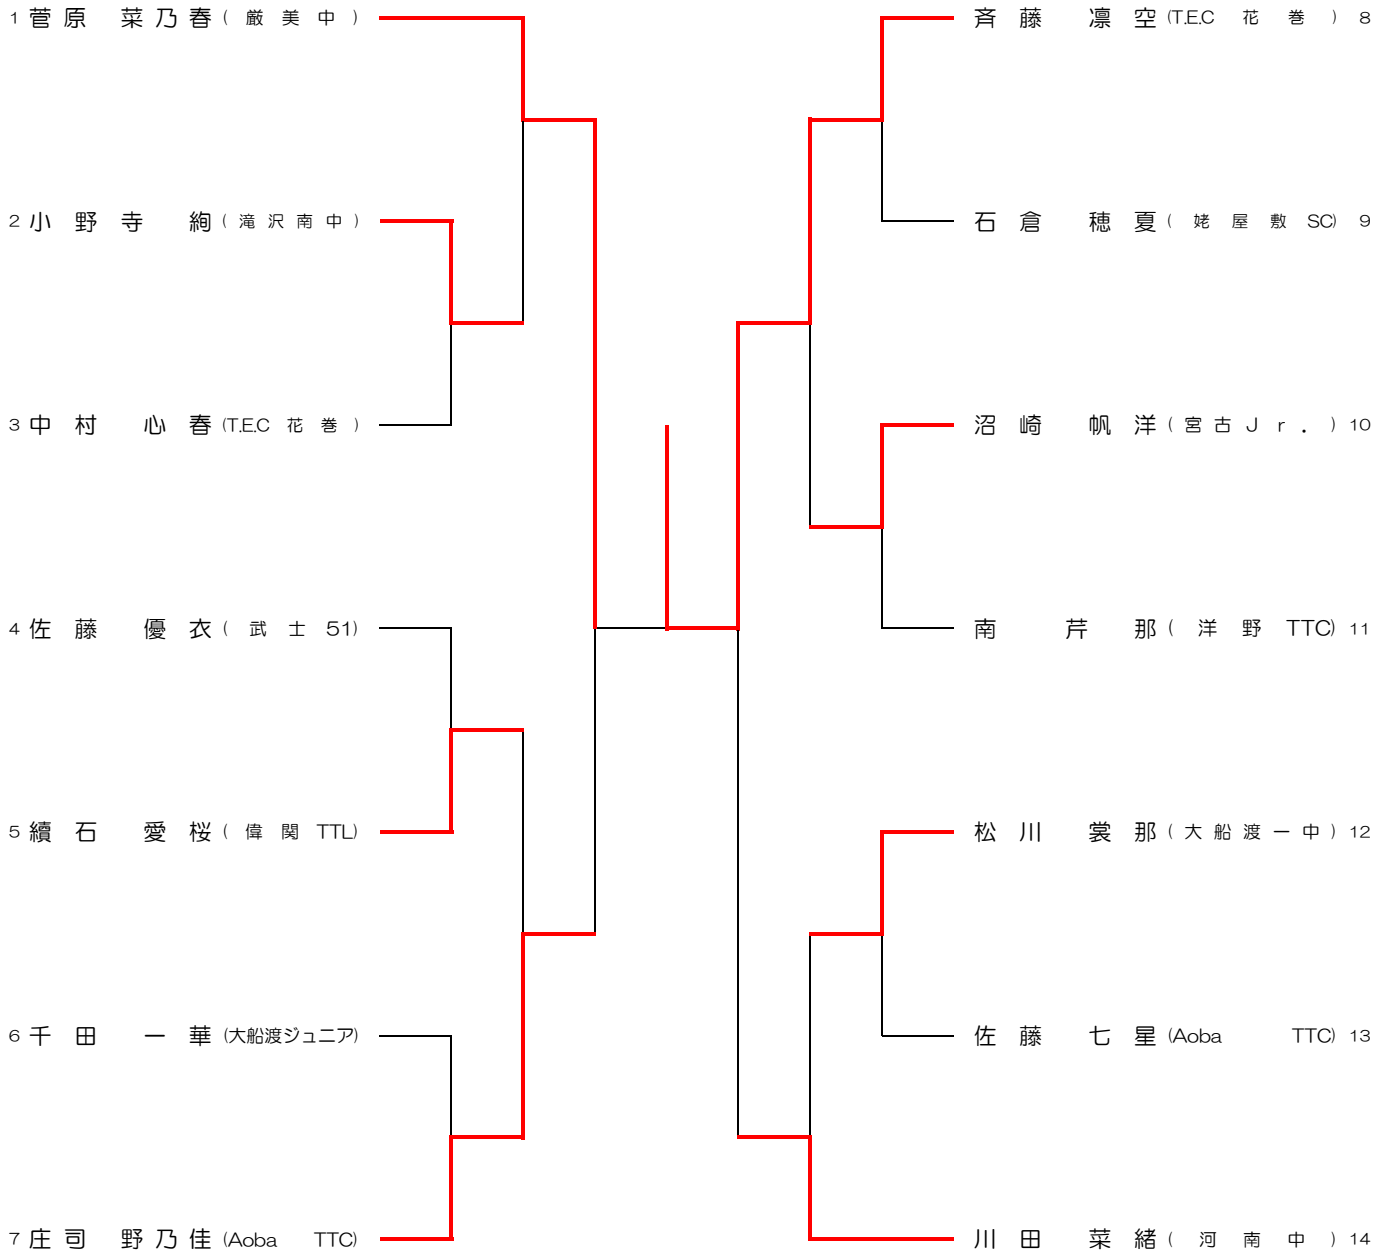 1 菅原 菜乃春 (厳美中)
2 小野寺 絢 (滝沢南中)
3 中村 心春 (T.E.C花巻)
4 佐藤 優衣 (武士51)
5 續石 愛桜 (偉関TTL)
6 千田 一華 (大船渡ジュニア)
7 庄司 野乃佳 (Aoba TTC)
斉藤 凛空 (T.E.C花巻) 8
石倉 穂夏 (姥屋敷SC) 9
沼崎 帆洋 (宮古Jr.) 10
南 芹那 (洋野TTC) 11
松川 裳那 (大船渡一中) 12
佐藤 七星 (Aoba TTC) 13
川田 菜緒 (河南中) 14